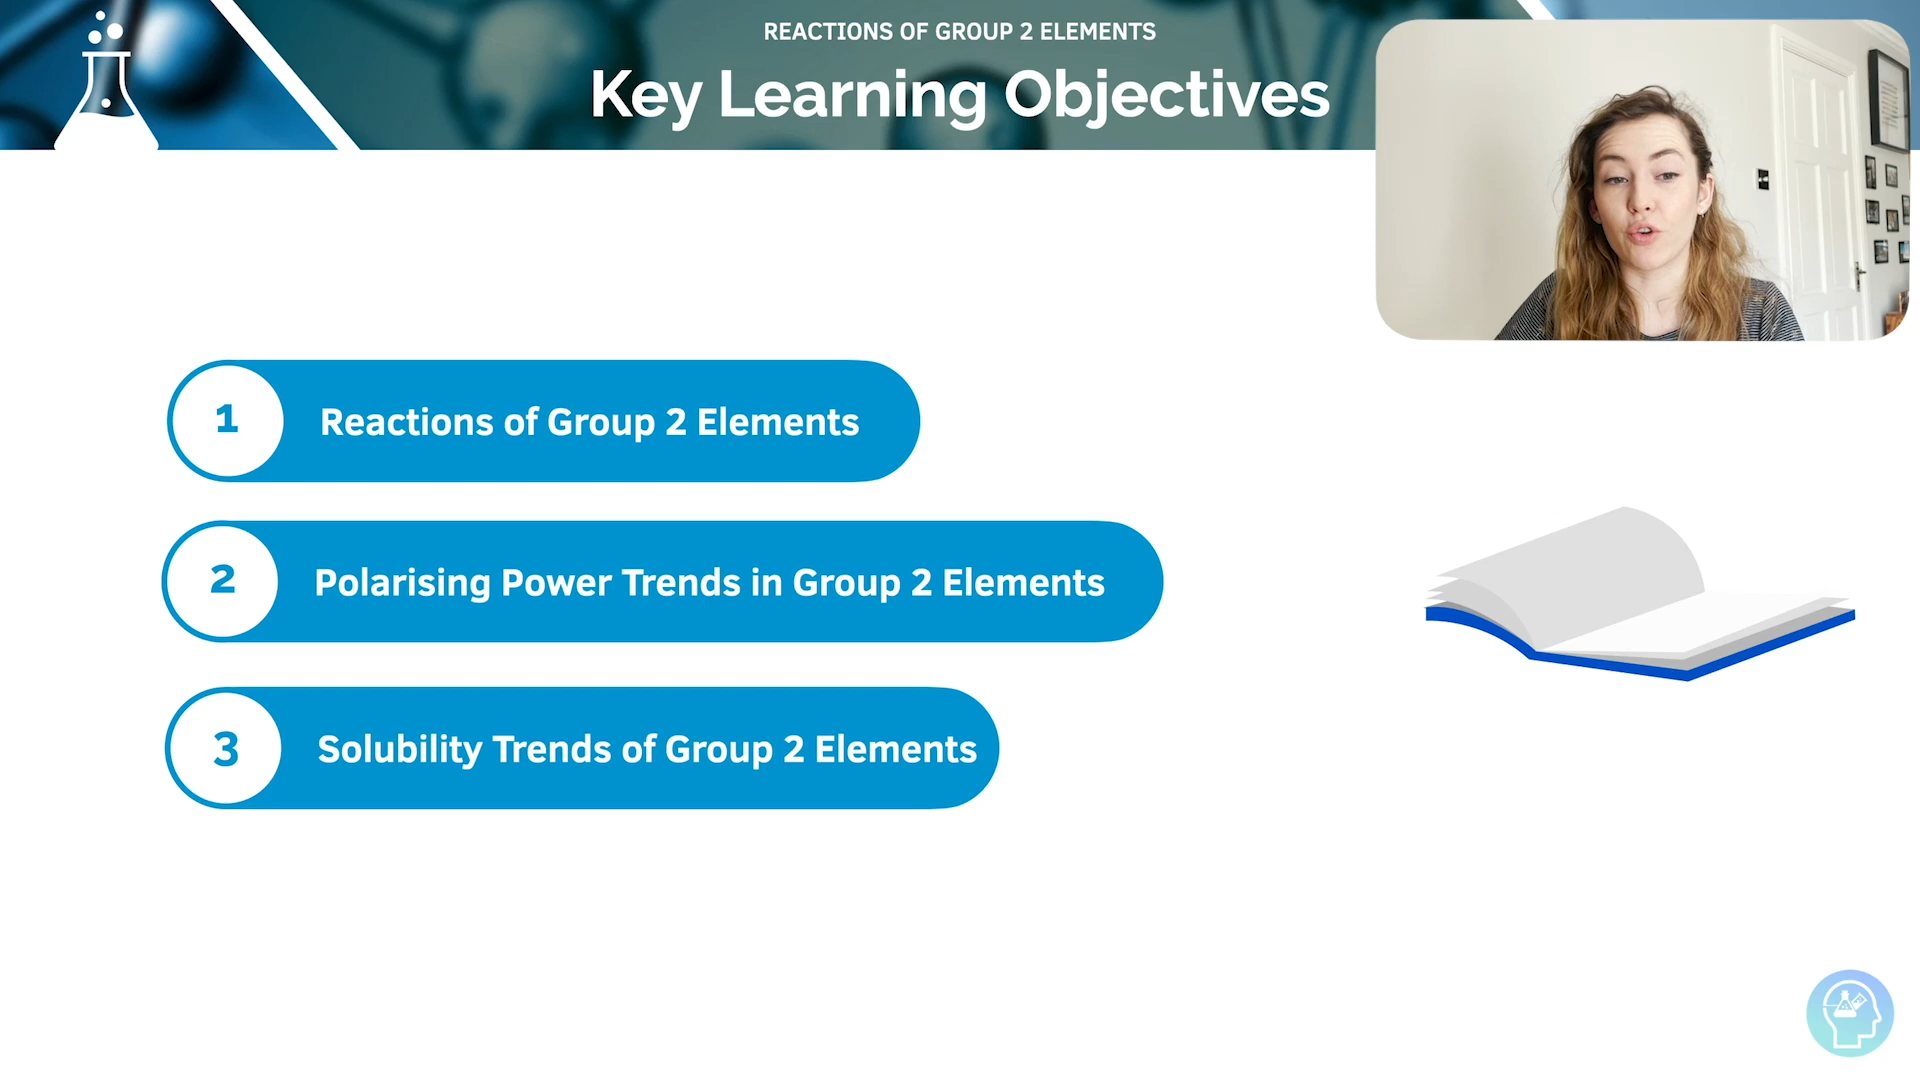 REACTIONS OF GROUP 2 ELEMENTS
Key Learning Objectives
1 Reactions of Group 2 Elements
2 Polarising Power Trends in Group 2 Elements
3 Solubility Trends of Group 2 Elements